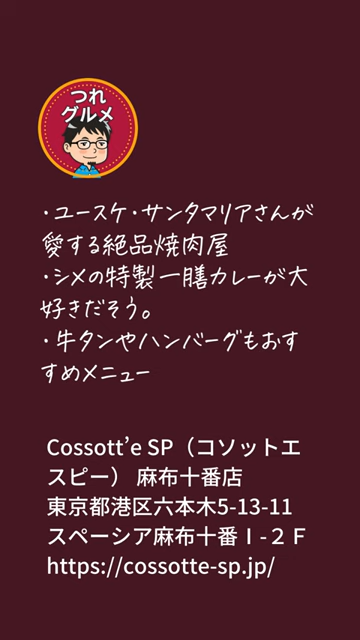 つれ
グルメ
・ユースケ・サンタマリアさんが
愛する絶品焼肉屋
・シメの特製一膳カレーが大
好きだそう。
・牛タンやハンバーグもおす
すめメニュー
Cossott’e SP（コソットエ
スピー） 麻布十番店
東京都港区六本木5-13-11
スペーシア麻布十番Ⅰ-２Ｆ
https://cossotte-sp.jp/